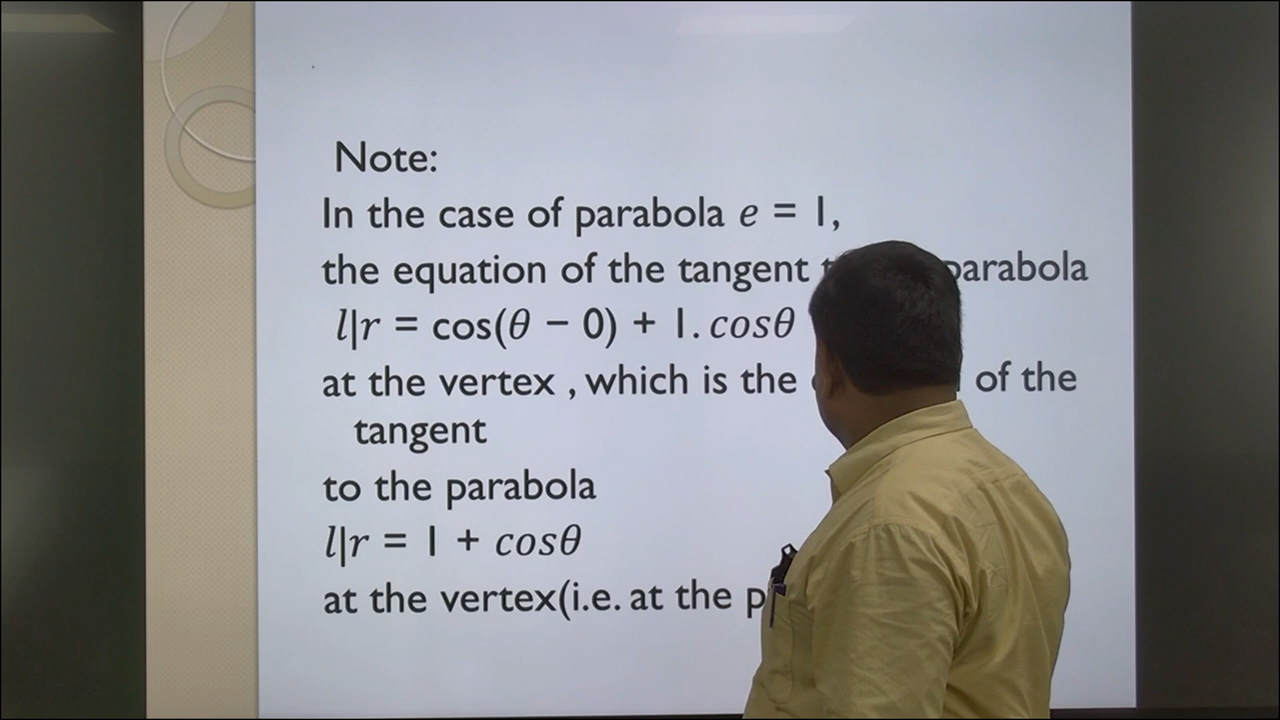 Note:
In the case of parabola 𝑒 = 1,
the equation of the tangent parabola
𝑙|𝑟 = cos(𝜃 − 0) + 1. 𝑐𝑜𝑠𝜃
at the vertex , which is the of the
tangent
to the parabola
𝑙|𝑟 = 1 + 𝑐𝑜𝑠𝜃
at the vertex(i.e. at the